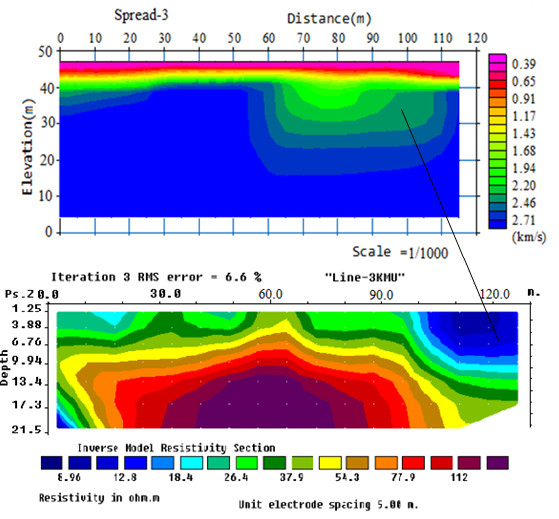 Spread-3 Distance(m)
0 10 20 30 40 50 60 70 80 90 100 110 120
50
40
30
20
10
0
Elevation(m)
0.39
0.65
0.91
1.17
1.43
1.68
1.94
2.20
2.46
2.71
(km/s)
Scale =1/1000
Iteration 3 RMS error = 6.6 % "Line-3KMU"
Ps.Z 0.0 30.0 60.0 90.0 120.0 m.
1.25
3.88
6.76
9.94
13.4
17.3
21.5
Depth
Inverse Model Resistivity Section
8.96 12.8 18.4 26.4 37.9 54.3 77.9 112
Resistivity in ohm.m Unit electrode spacing 5.00 m.